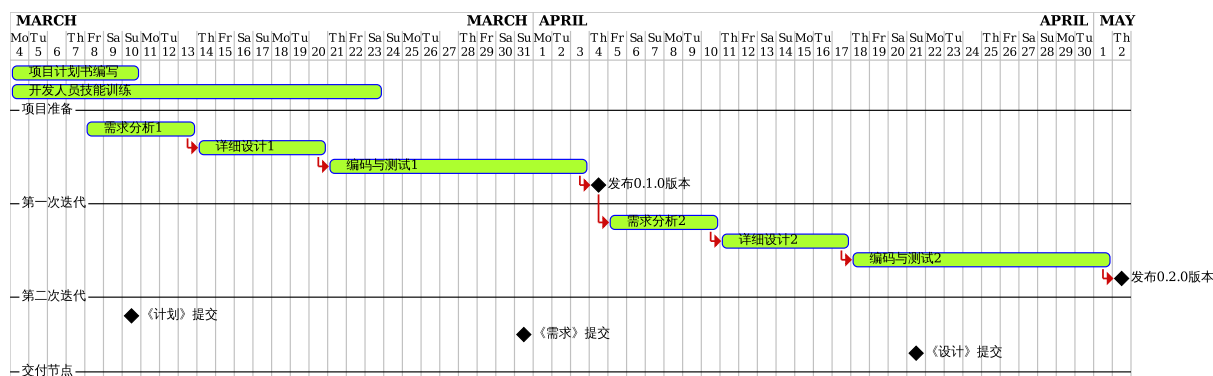 MARCH MARCH APRIL APRIL MAY
Mo Tu Th Fr Sa Su Mo Tu Th Fr Sa Su Mo Tu Th Fr Sa Su Mo Tu Th Fr Sa Su Mo Tu Th Fr Sa Su Mo Tu Th Fr Sa Su Mo Tu Th Fr Sa Su Mo Tu Th Fr Sa Su Mo Tu Th
4 5 6 7 8 9 10 11 12 13 14 15 16 17 18 19 20 21 22 23 24 25 26 27 28 29 30 31 1 2 3 4 5 6 7 8 9 10 11 12 13 14 15 16 17 18 19 20 21 22 23 24 25 26 27 28 29 30 1 2
项目计划书编写
开发人员技能训练
项目准备
需求分析1
详细设计1
编码与测试1
发布0.1.0版本
第一次迭代
需求分析2
详细设计2
编码与测试2
发布0.2.0版本
第二次迭代
《计划》提交
《需求》提交
《设计》提交
交付节点